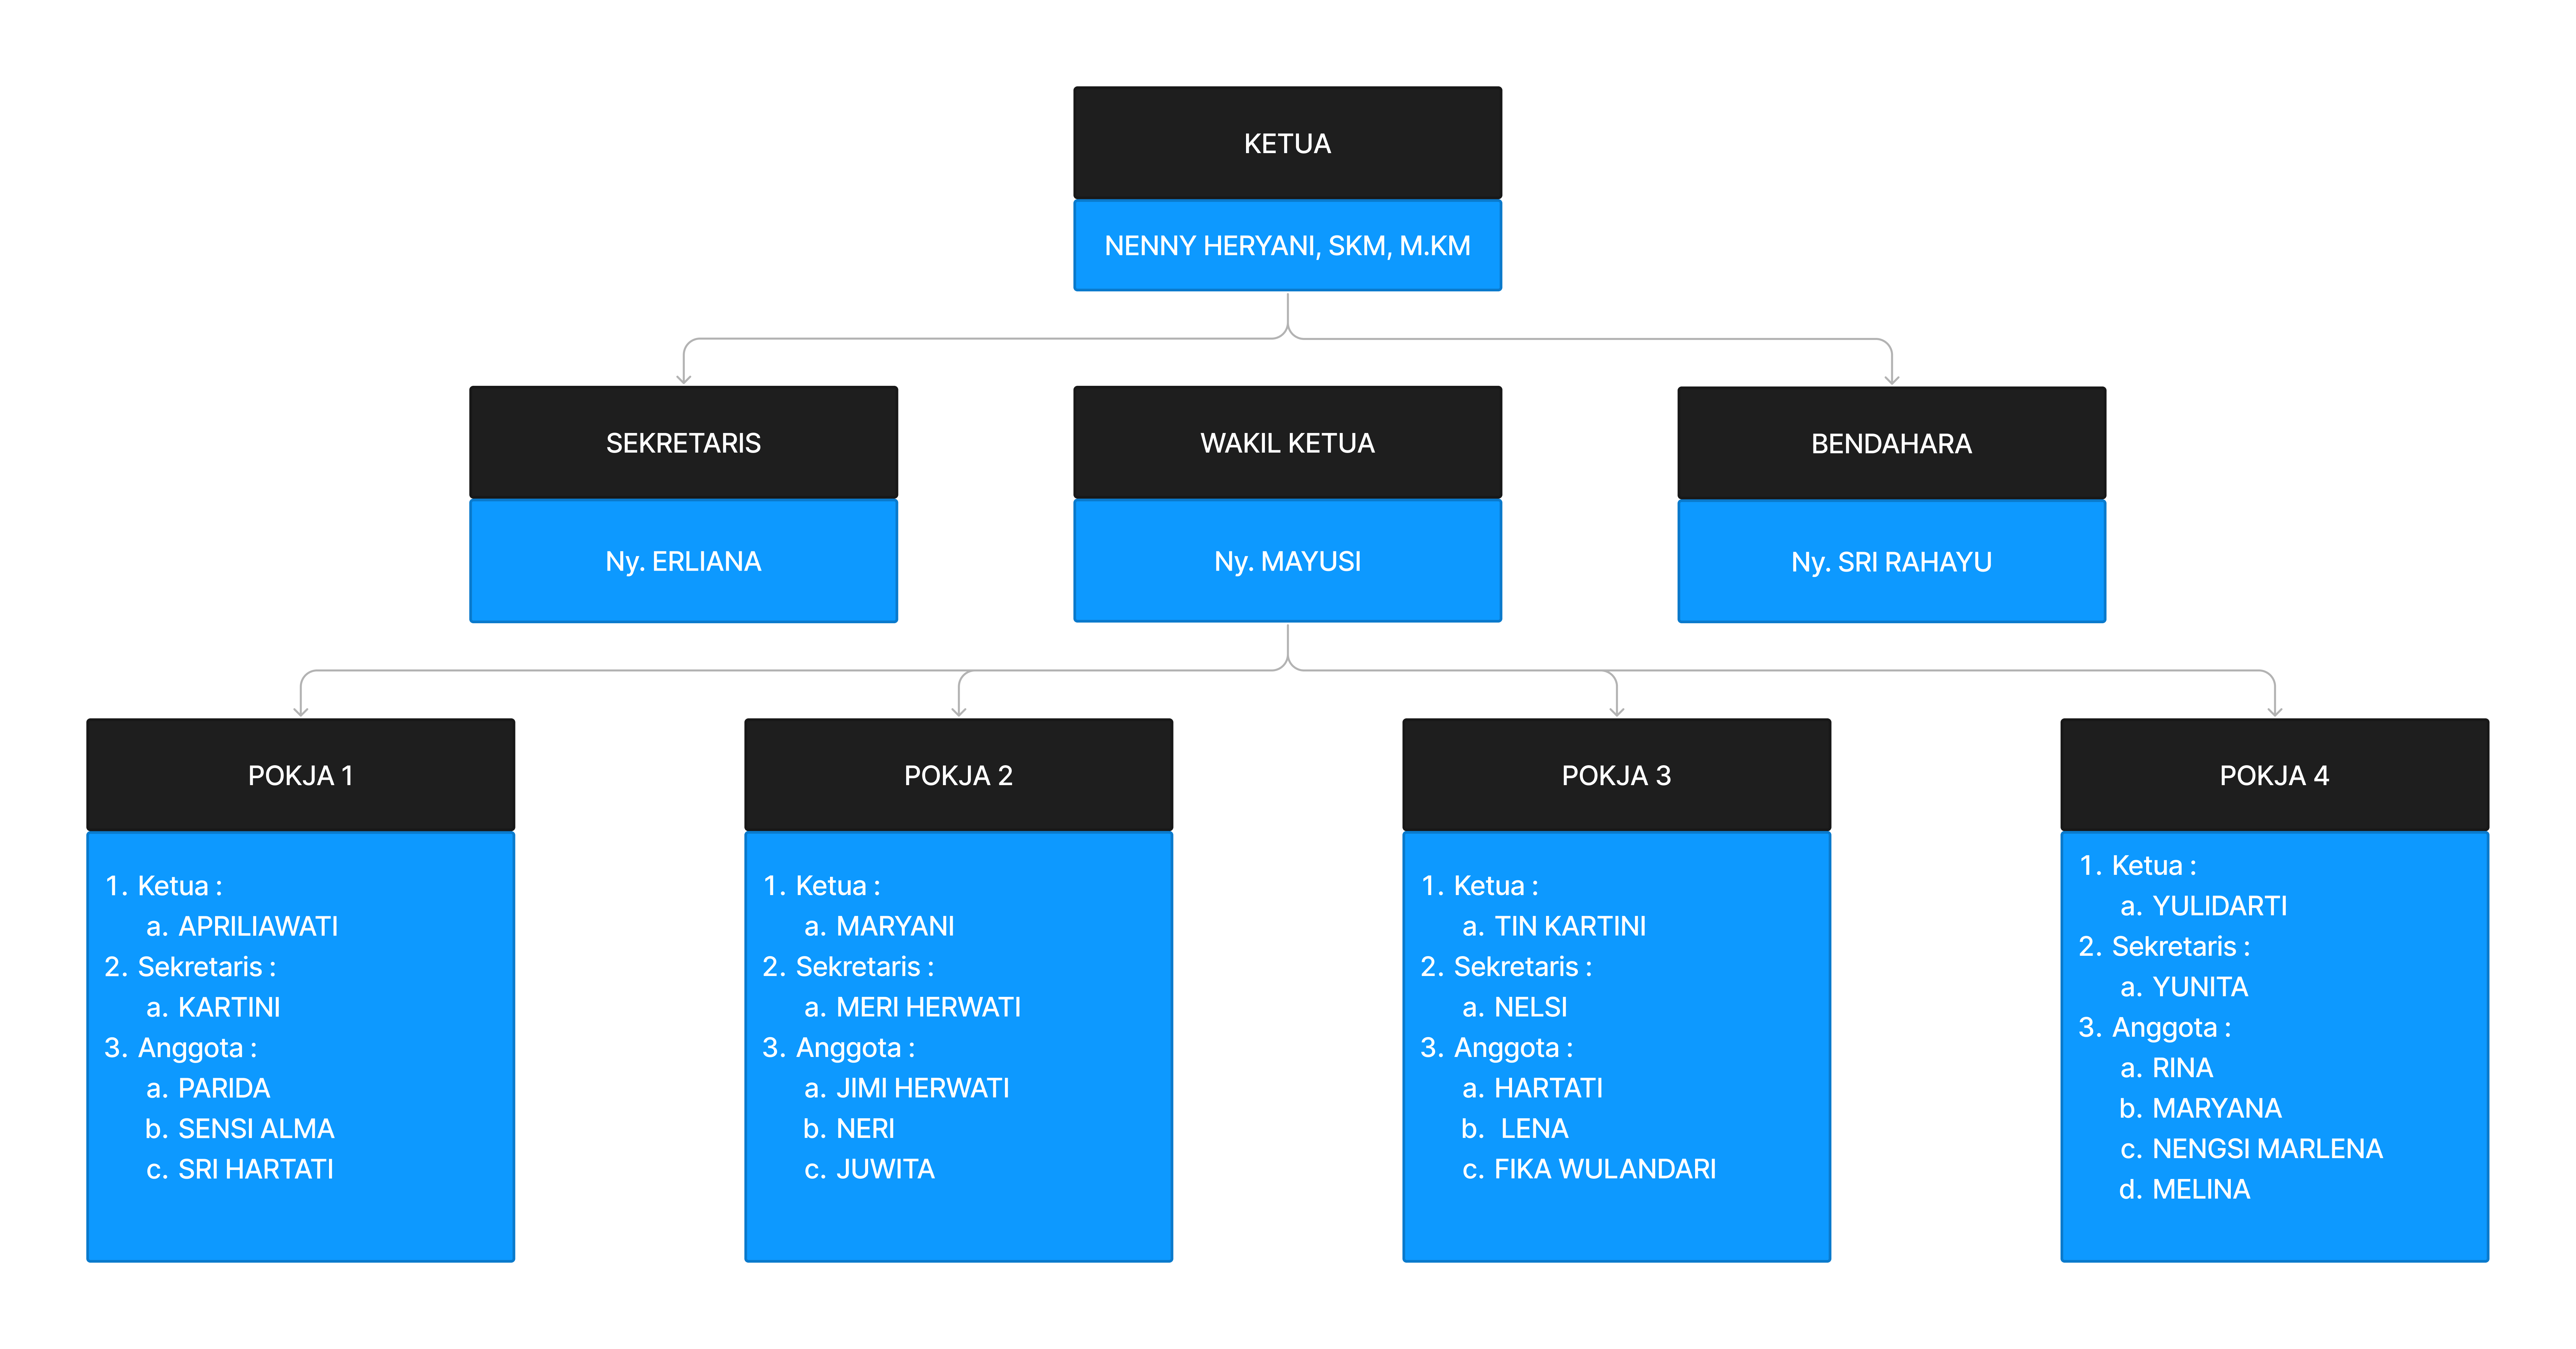 KETUA
NENNY HERYANI, SKM, M.KM
SEKRETARIS
Ny. ERLIANA
WAKIL KETUA
Ny. MAYUSI
BENDAHARA
Ny. SRI RAHAYU
POKJA 1
1. Ketua :
a. APRILIAWATI
2. Sekretaris :
a. KARTINI
3. Anggota :
a. PARIDA
b. SENSI ALMA
c. SRI HARTATI
POKJA 2
1. Ketua :
a. MARYANI
2. Sekretaris :
a. MERI HERWATI
3. Anggota :
a. JIMI HERWATI
b. NERI
c. JUWITA
POKJA 3
1. Ketua :
a. TIN KARTINI
2. Sekretaris :
a. NELSI
3. Anggota :
a. HARTATI
b. LENA
c. FIKA WULANDARI
POKJA 4
1. Ketua :
a. YULIDARTI
2. Sekretaris :
a. YUNITA
3. Anggota :
a. RINA
b. MARYANA
c. NENGSI MARLENA
d. MELINA